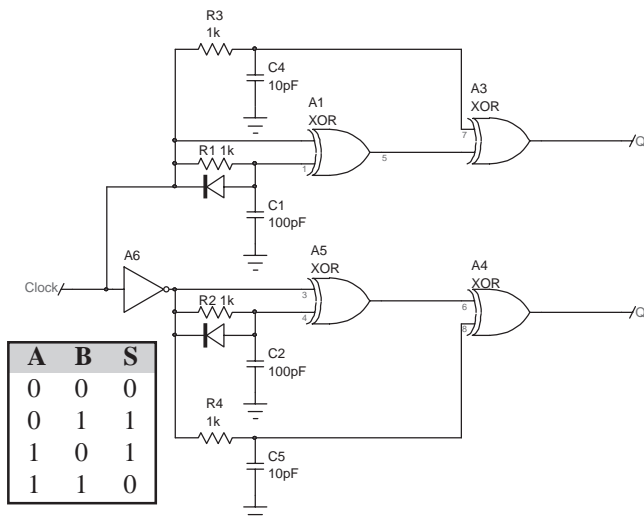 R3
1k
C4
10pF
A1
XOR
A3
XOR
7
Q
R1 1k
1
5
C1
100pF
A6
A5
XOR
A4
XOR
Clock
3
R2 1k
4
6
8
Q
C2
100pF
A B S
0 0 0
0 1 1
1 0 1
1 1 0
R4
1k
C5
10pF